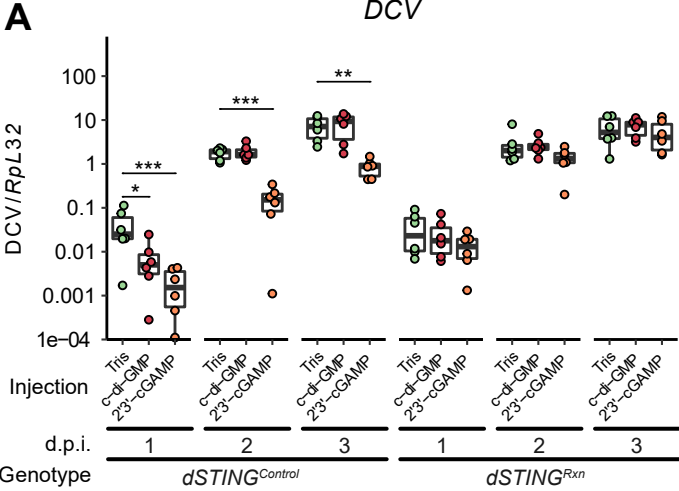 A
DCV
DCV/RpL32
100
10
1
0.1
0.01
0.001
1e−04
***
*
***
**
Injection
Tris c−di−GMP 2'3'−cGAMP Tris c−di−GMP 2'3'−cGAMP Tris c−di−GMP 2'3'−cGAMP Tris c−di−GMP 2'3'−cGAMP Tris c−di−GMP 2'3'−cGAMP Tris c−di−GMP 2'3'−cGAMP
d.p.i. 1 2 3 1 2 3
Genotype dSTINGControl dSTINGRxn